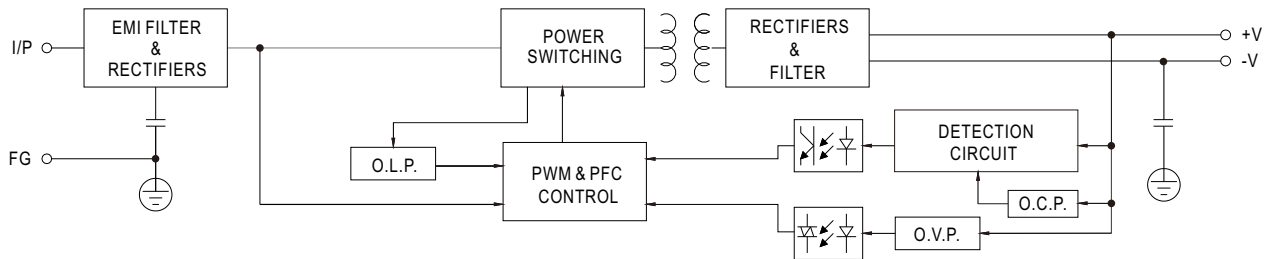 I/P
EMI FILTER
&
RECTIFIERS
POWER
SWITCHING
RECTIFIERS
&
FILTER
+V
-V
FG
O.L.P.
PWM & PFC
CONTROL
DETECTION
CIRCUIT
O.C.P.
O.V.P.